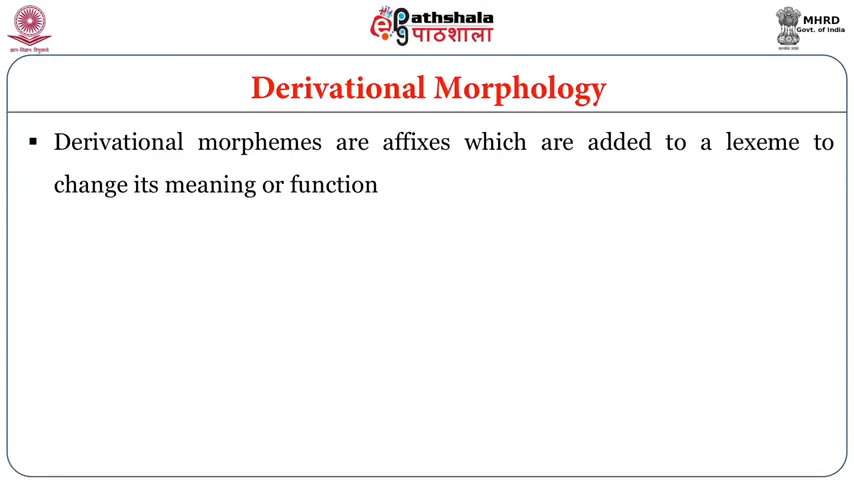 ePathshala
पाठशाला
MHRD
Govt. of India
Derivational Morphology
▪ Derivational morphemes are affixes which are added to a lexeme to
change its meaning or function